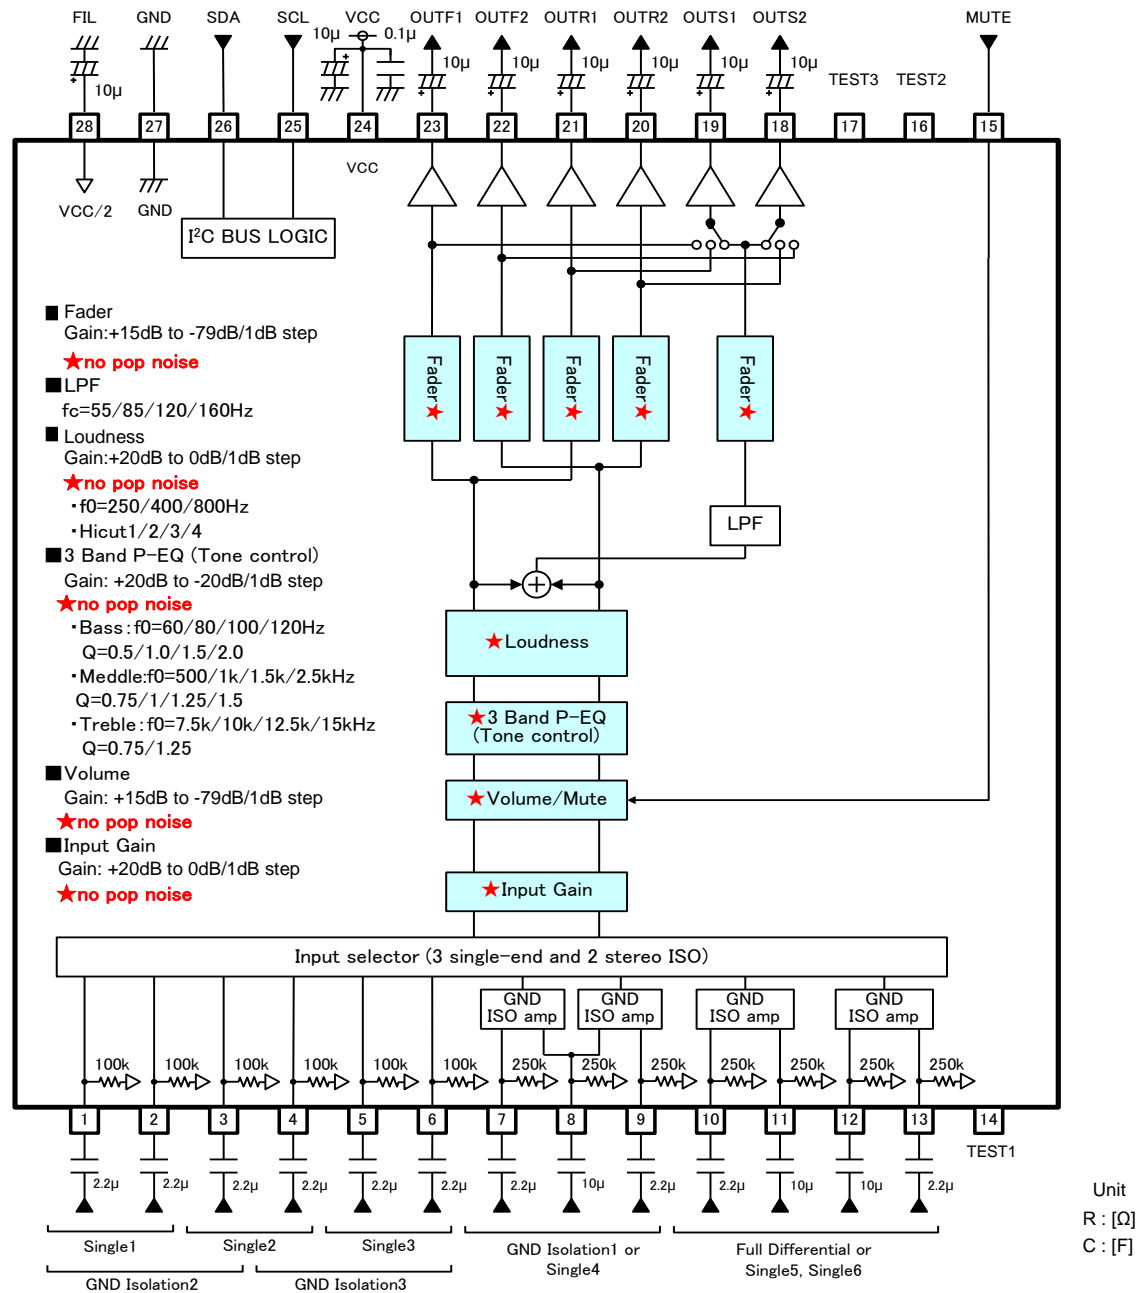 FIL GND SDA SCL VCC OUTF1 OUTF2 OUTR1 OUTR2 OUTS1 OUTS2 MUTE
10μ 0.1μ
10μ 10μ 10μ 10μ 10μ 10μ 10μ
TEST3 TEST2
28 27 26 25 24 23 22 21 20 19 18 17 16 15
VCC
VCC/2 GND
I²C BUS LOGIC
■ Fader
Gain:+15dB to -79dB/1dB step
★no pop noise
■LPF
fc=55/85/120/160Hz
■ Loudness
Gain:+20dB to 0dB/1dB step
★no pop noise
・f0=250/400/800Hz
・Hicut1/2/3/4
■3 Band P-EQ (Tone control)
Gain: +20dB to -20dB/1dB step
★no pop noise
・Bass:f0=60/80/100/120Hz
Q=0.5/1.0/1.5/2.0
・Meddle:f0=500/1k/1.5k/2.5kHz
Q=0.75/1/1.25/1.5
・Treble:f0=7.5k/10k/12.5k/15kHz
Q=0.75/1.25
■Volume
Gain: +15dB to -79dB/1dB step
★no pop noise
■Input Gain
Gain: +20dB to 0dB/1dB step
★no pop noise
Fader★ Fader★ Fader★ Fader★ Fader★
LPF
★Loudness
★3 Band P-EQ
(Tone control)
★Volume/Mute
★Input Gain
Input selector (3 single-end and 2 stereo ISO)
GND
ISO amp
GND
ISO amp
GND
ISO amp
GND
ISO amp
100k 100k 100k 100k 100k 100k 250k 250k 250k 250k 250k 250k 250k
1 2 3 4 5 6 7 8 9 10 11 12 13 14
TEST1
2.2μ 2.2μ 2.2μ 2.2μ 2.2μ 2.2μ 2.2μ 10μ 2.2μ 2.2μ 10μ 10μ 2.2μ
Single1 Single2 Single3
GND Isolation1 or
Single4
Full Differential or
Single5, Single6
GND Isolation2 GND Isolation3
Unit
R : [Ω]
C : [F]